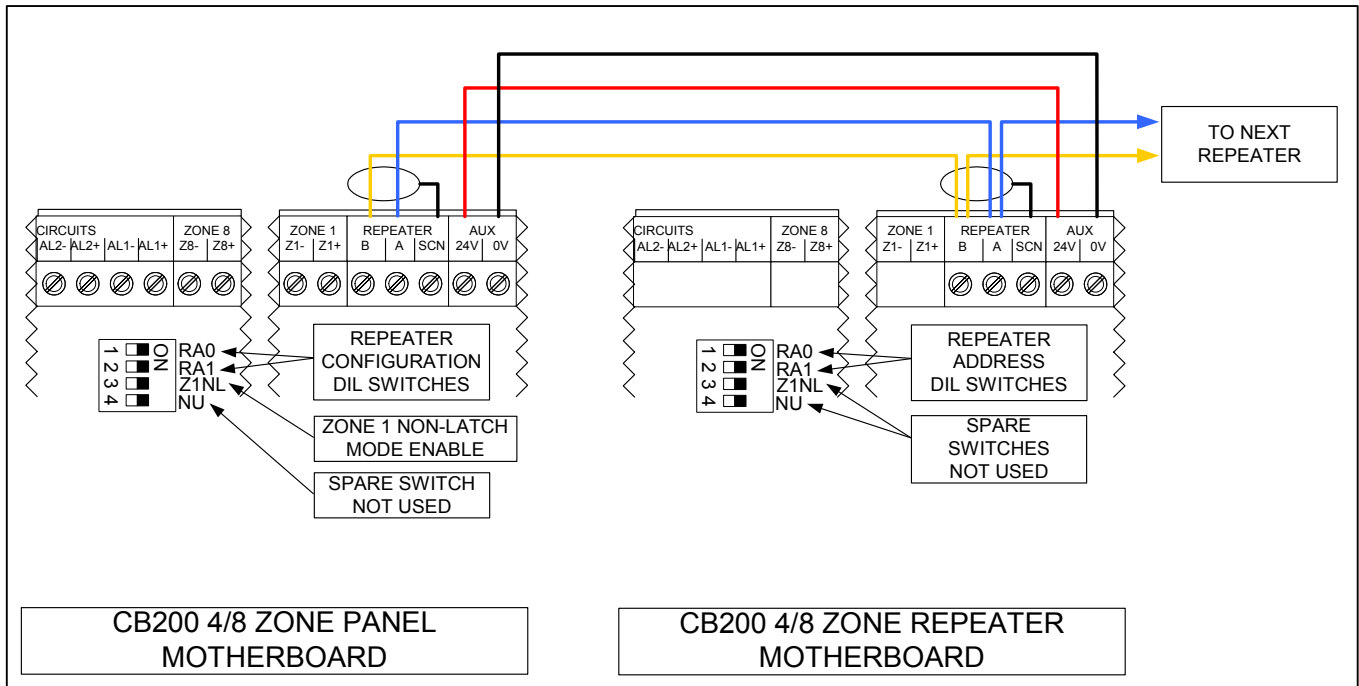 TO NEXT
REPEATER
CIRCUITS
AL2- AL2+ AL1- AL1+
ZONE 8
Z8- Z8+
ZONE 1
Z1- Z1+
REPEATER
B A SCN
AUX
24V 0V
CIRCUITS
AL2- AL2+ AL1- AL1+
ZONE 8
Z8- Z8+
ZONE 1
Z1- Z1+
REPEATER
B A SCN
AUX
24V 0V
1 2 3 4
ON
RA0
RA1
Z1NL
NU
REPEATER
CONFIGURATION
DIL SWITCHES
ZONE 1 NON-LATCH
MODE ENABLE
SPARE SWITCH
NOT USED
1 2 3 4
ON
RA0
RA1
Z1NL
NU
REPEATER
ADDRESS
DIL SWITCHES
SPARE
SWITCHES
NOT USED
CB200 4/8 ZONE PANEL
MOTHERBOARD
CB200 4/8 ZONE REPEATER
MOTHERBOARD